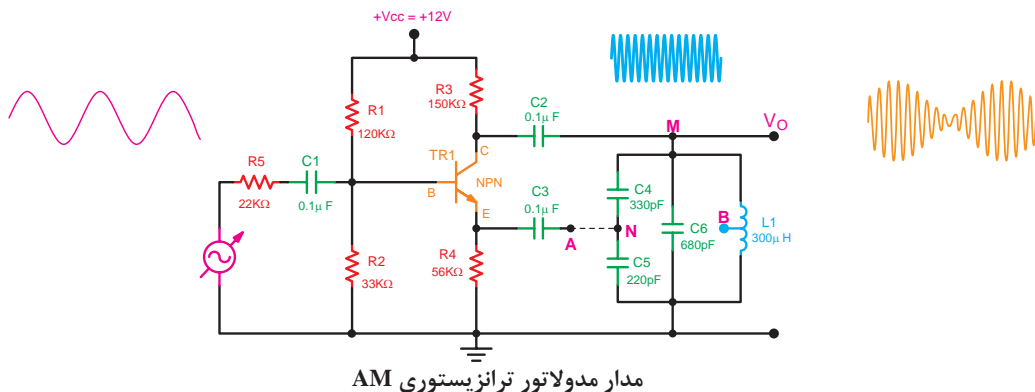 +Vcc = +12V
R3
150KΩ
C2
0.1µ F
M
VO
R1
120KΩ
TR1
C
NPN
B
E
R5
22KΩ
C1
0.1µ F
C3
0.1µ F
A
N
C4
330pF
C6
680pF
B
L1
300µ H
C5
220pF
R2
33KΩ
R4
56KΩ
مدار مدولاتور ترانزیستوری AM